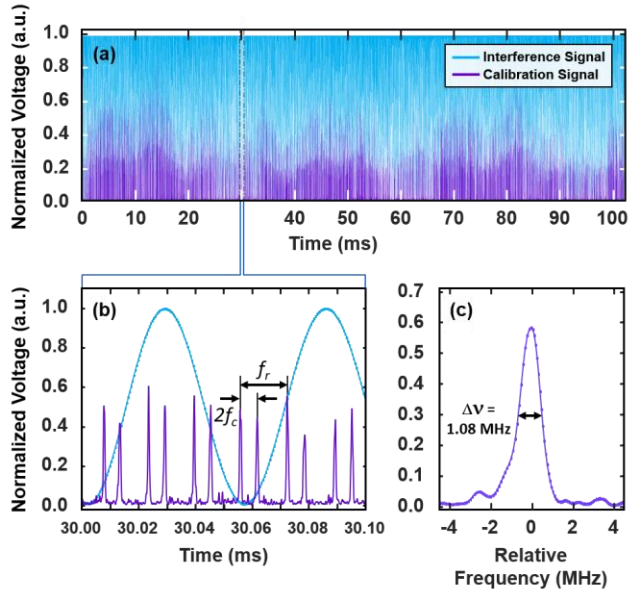 Normalized Voltage (a.u.)
1.0
0.8
0.6
0.4
0.2
0.0
(a)
Interference Signal
Calibration Signal
0 10 20 30 40 50 60 70 80 90 100
Time (ms)
Normalized Voltage (a.u.)
1.0
0.8
0.6
0.4
0.2
0.0
(b)
fr
2fc
30.00 30.02 30.04 30.06 30.08 30.10
Time (ms)
0.7
0.6
0.5
0.4
0.3
0.2
0.1
0.0
(c)
Δν =
1.08 MHz
-4 -2 0 2 4
Relative
Frequency (MHz)